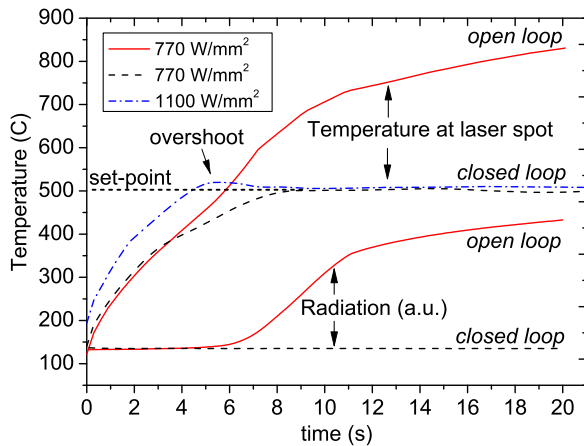 900
800
700
600
500
400
300
200
100
Temperature (C)
770 W/mm²
770 W/mm²
1100 W/mm²
open loop
overshoot
Temperature at laser spot
set-point
closed loop
open loop
Radiation (a.u.)
closed loop
0 2 4 6 8 10 12 14 16 18 20
time (s)